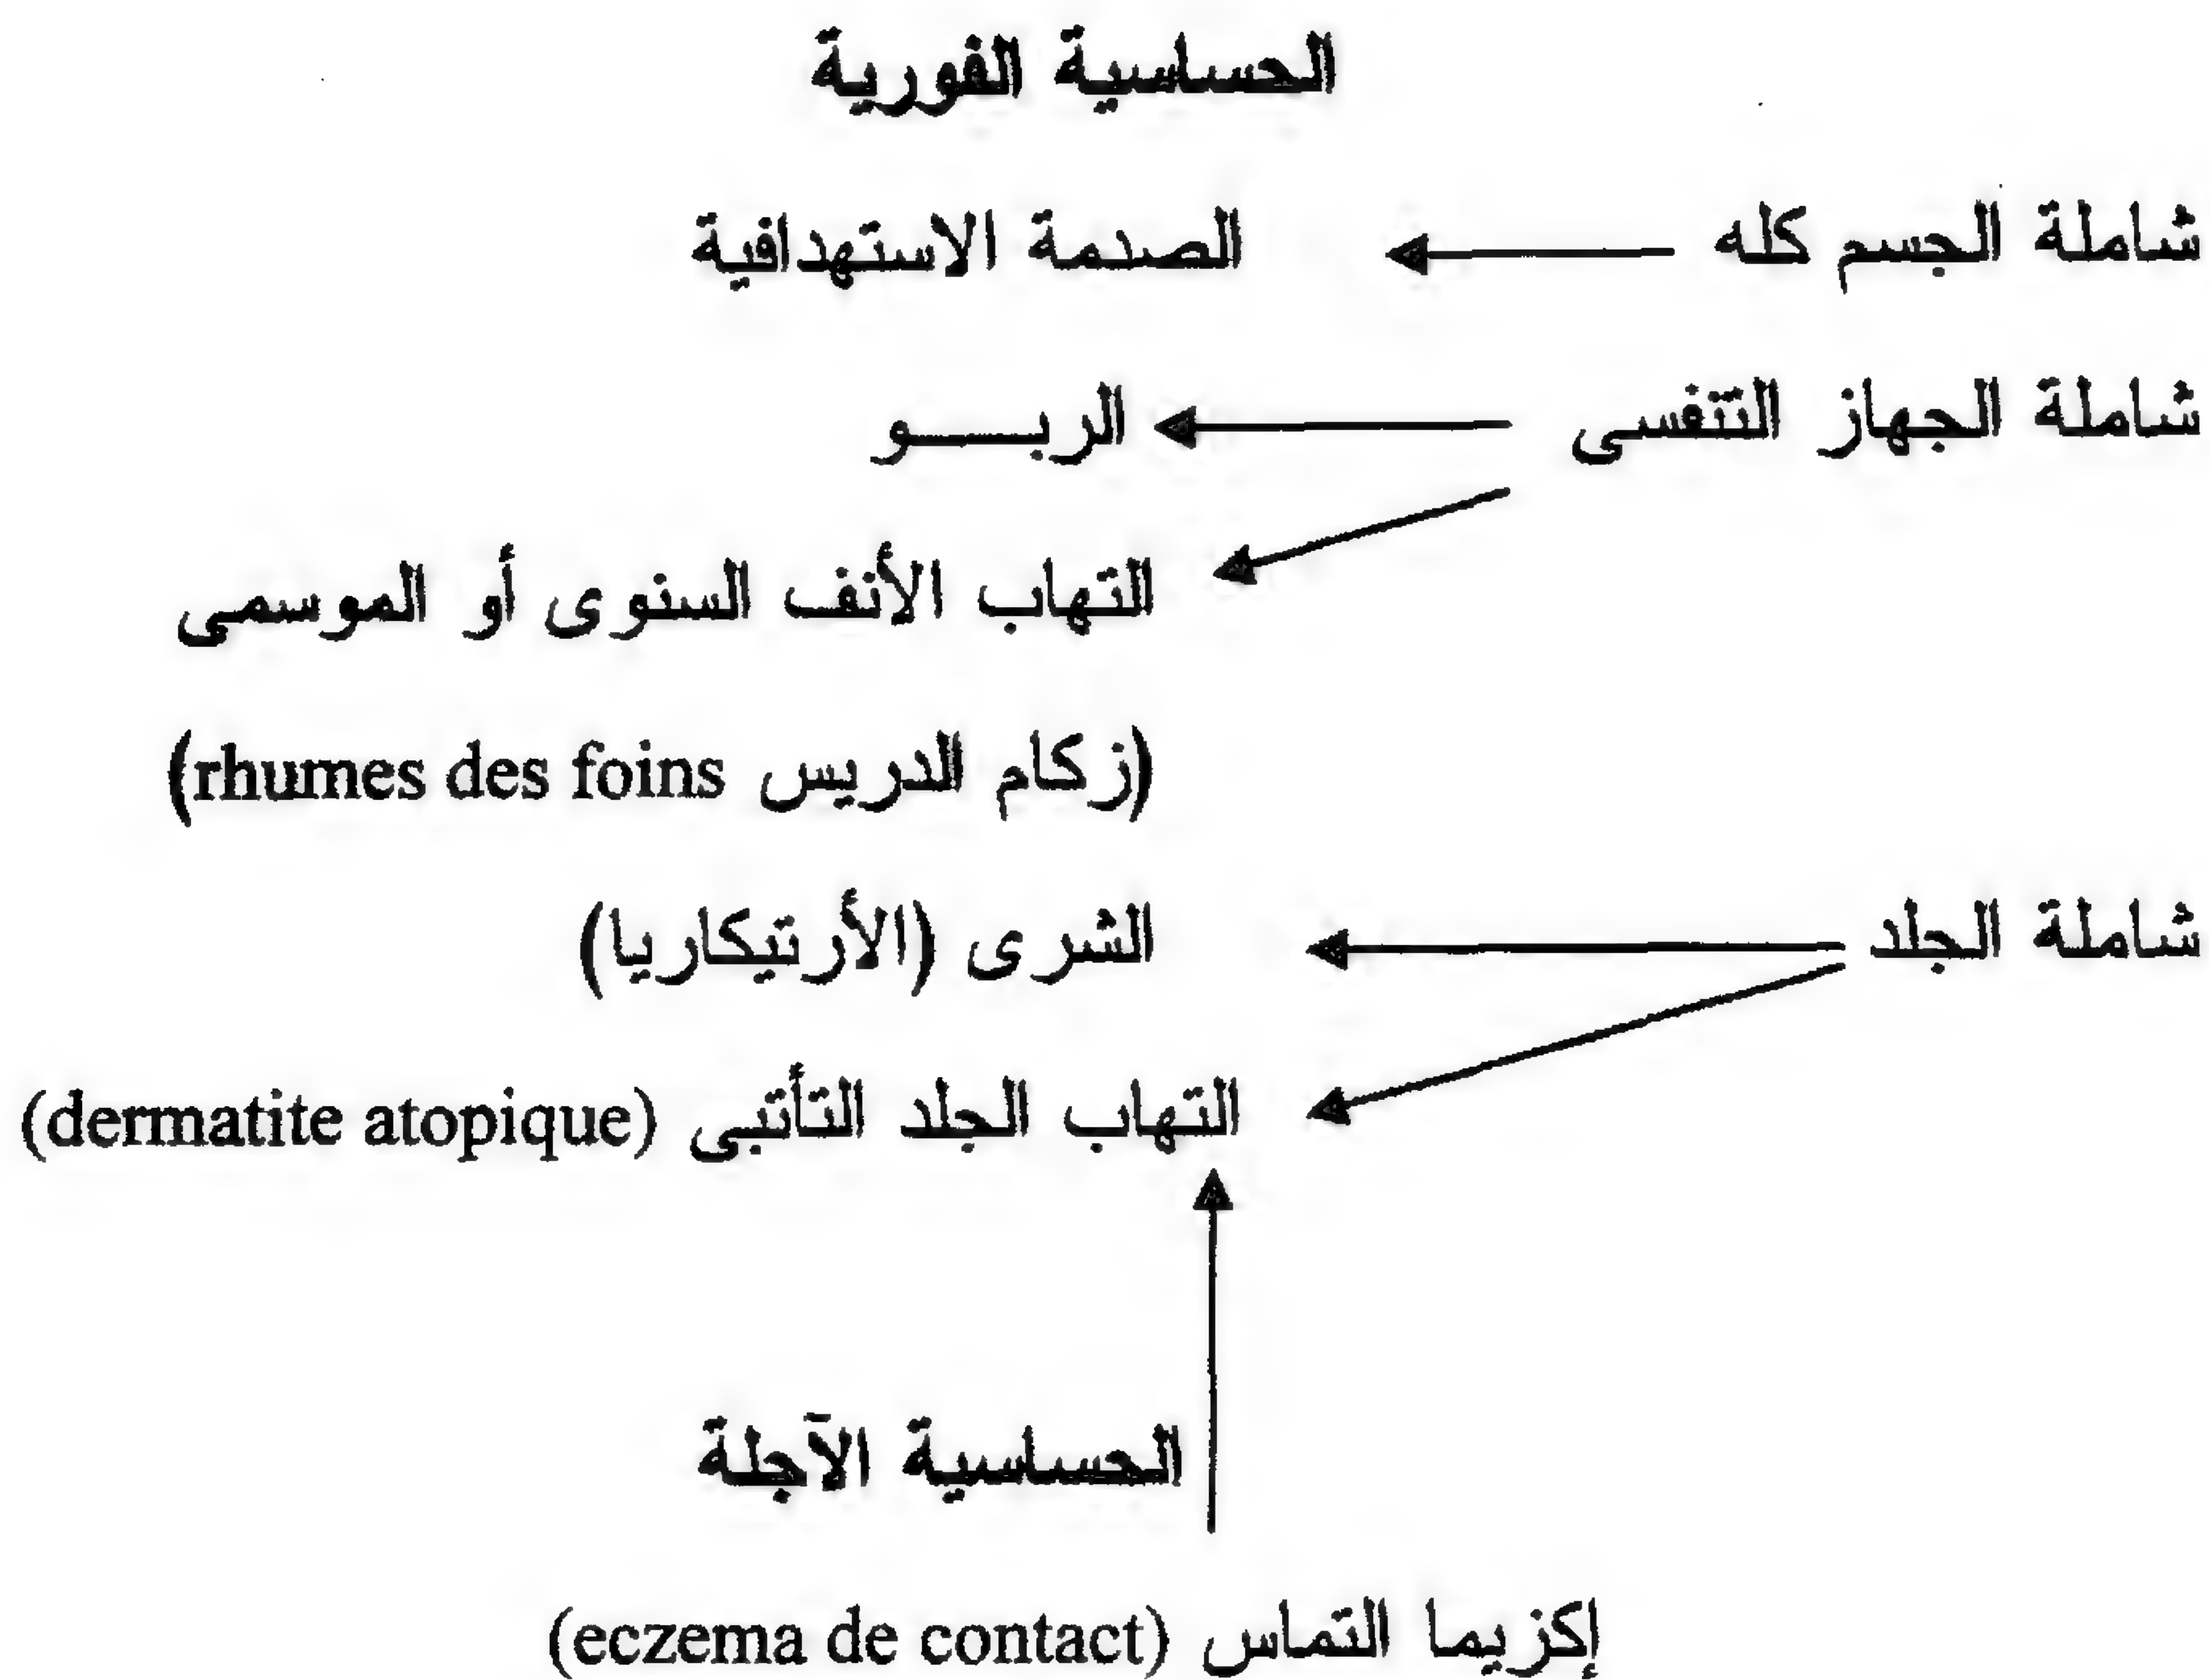 الحساسية الفورية
شاملة الجسم كله الصدمة الاستهدافية
شاملة الجهاز التنفسى الربـــو
التهاب الأنف السنوى أو الموسمى
(زكام الدريس rhumes des foins)
شاملة الجلد الشرى (الأرتيكاريا)
التهاب الجلد التأتبى (dermatite atopique)
الحساسية الآجلة
إكزيما التماس (eczema de contact)